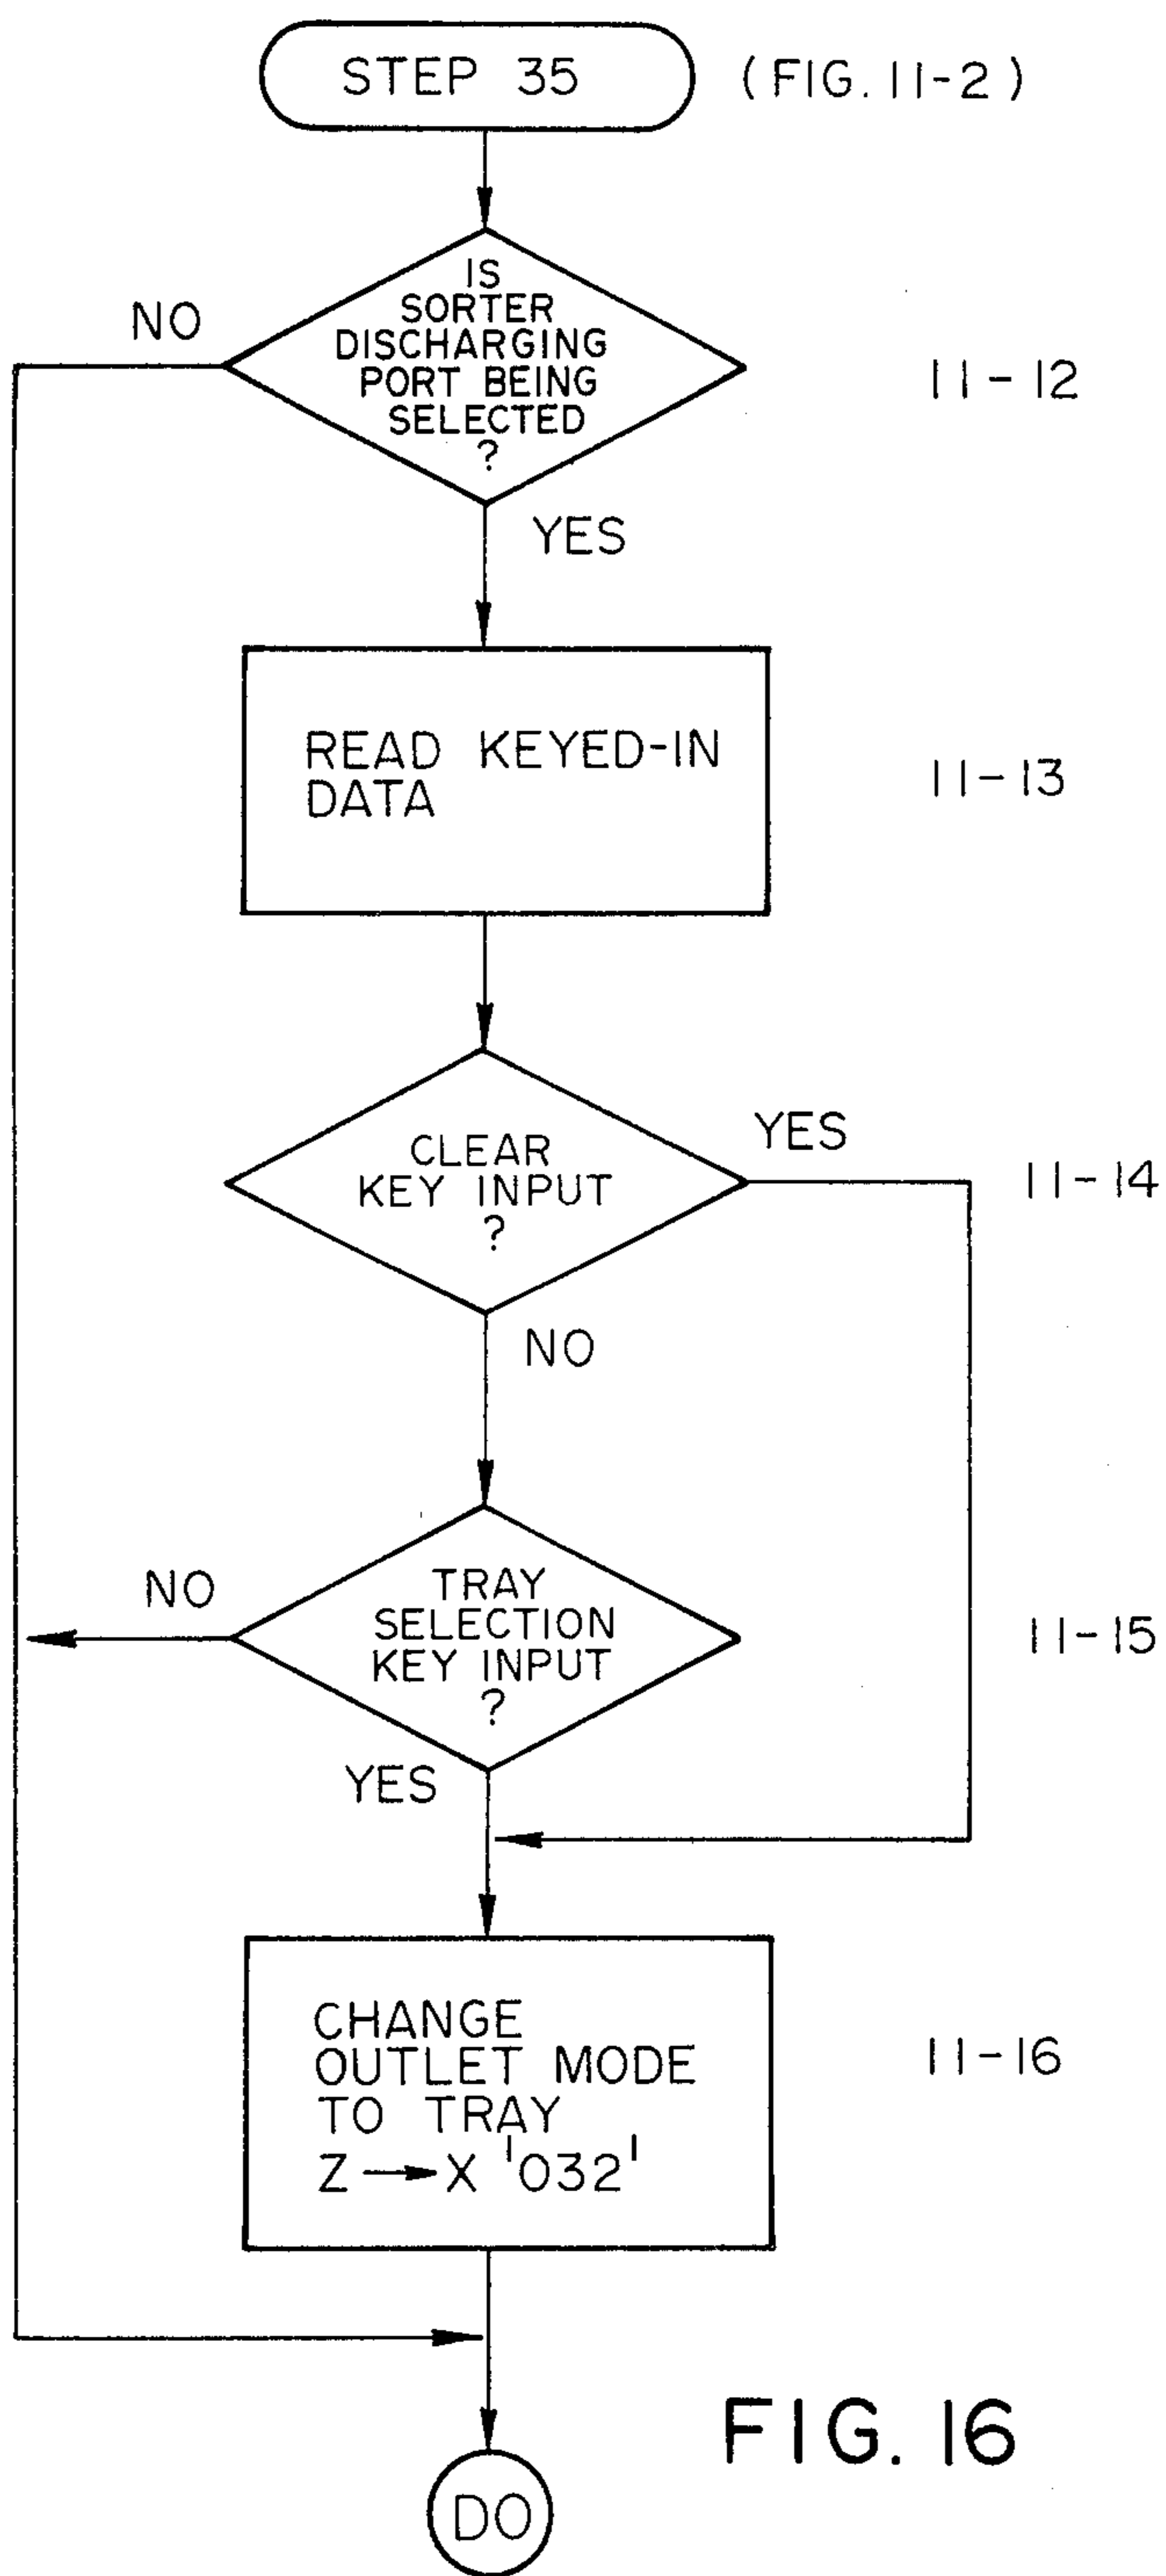 STEP 35 (FIG. 11-2)
IS
SORTER
DISCHARGING
PORT BEING
SELECTED
?
NO
11-12
YES
READ KEYED-IN
DATA
11-13
CLEAR
KEY INPUT
?
YES
11-14
NO
TRAY
SELECTION
KEY INPUT
?
NO
11-15
YES
CHANGE
OUTLET MODE
TO TRAY
Z → X '032'
11-16
FIG. 16
DO